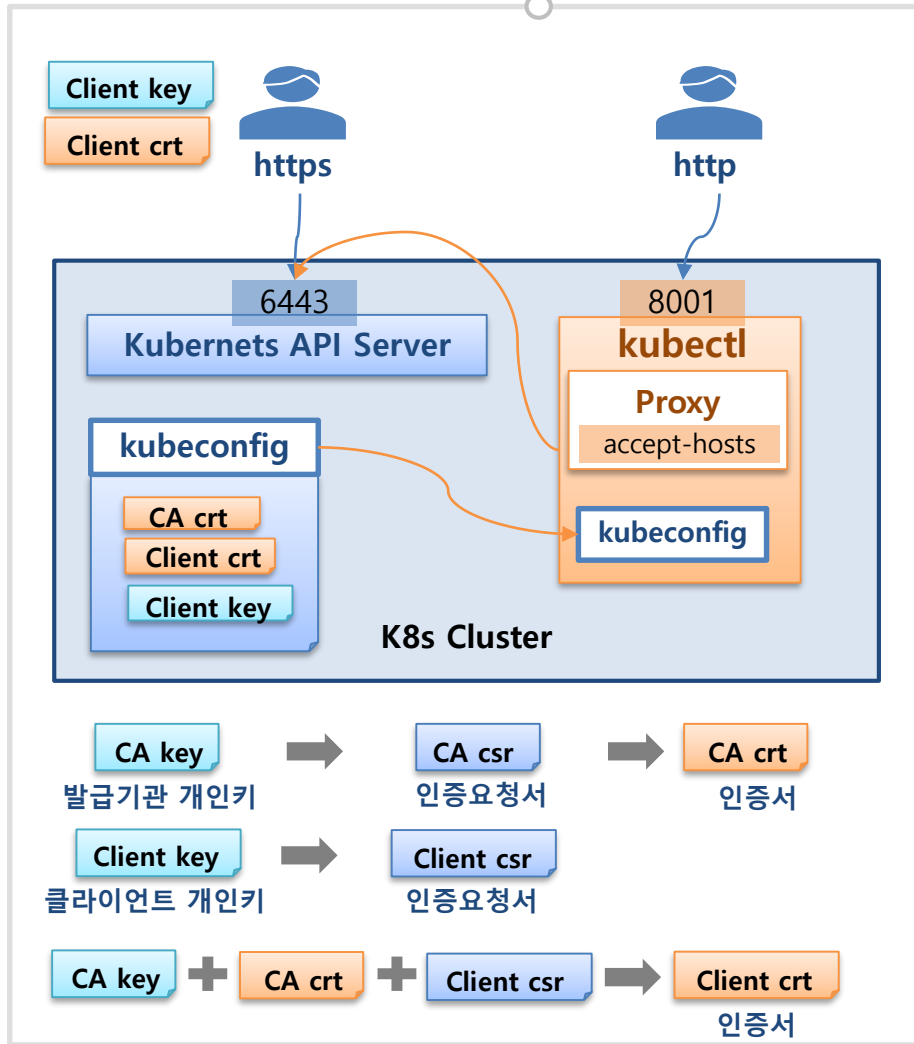 Client key
Client crt
https
http
6443
8001
Kubernets API Server
kubectl
Proxy
accept-hosts
kubeconfig
kubeconfig
CA crt
Client crt
Client key
K8s Cluster
CA key
CA csr
CA crt
발급기관 개인키
인증요청서
인증서
Client key
Client csr
클라이언트 개인키
인증요청서
CA key + CA crt + Client csr
Client crt
인증서